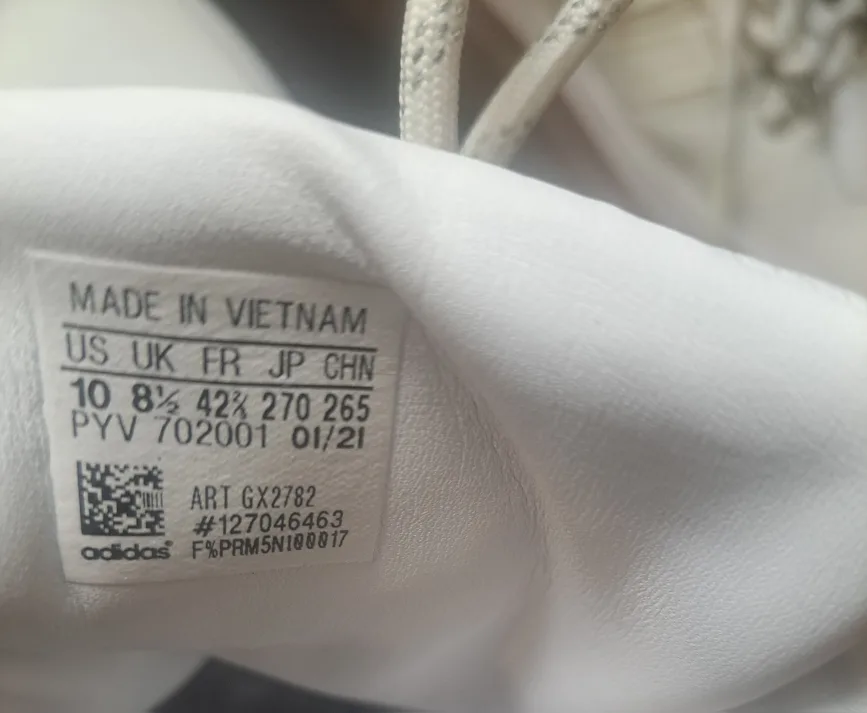 MADE IN VIETNAM
US UK FR JP CHN
10 8½ 42⅔ 270 265
PYV 702001 01/21
ART GX2782
#127046463
adidas® F%PRM5N100017